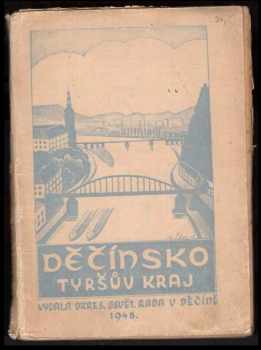 DĚČÍNSKO
TYRŠŮV KRAJ
VYDALA OKRES. OSVĚT. RADA V DĚČÍNĚ
1946.